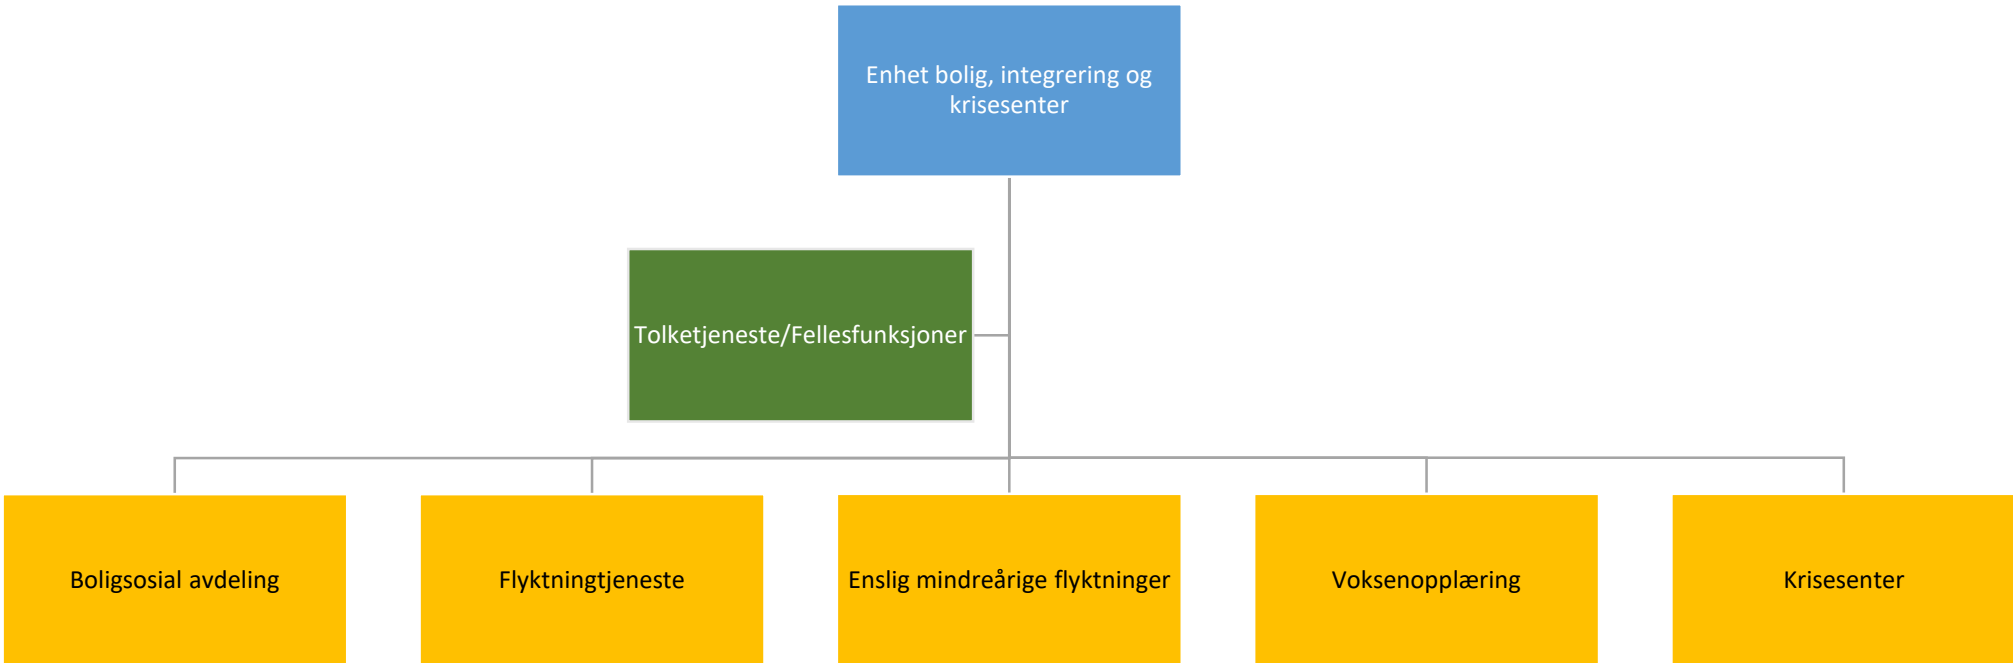 Enhet bolig, integrering og
krisesenter
Tolketjeneste/Fellesfunksjoner
Boligsosial avdeling
Flyktningtjeneste
Enslig mindreårige flyktninger
Voksenopplæring
Krisesenter